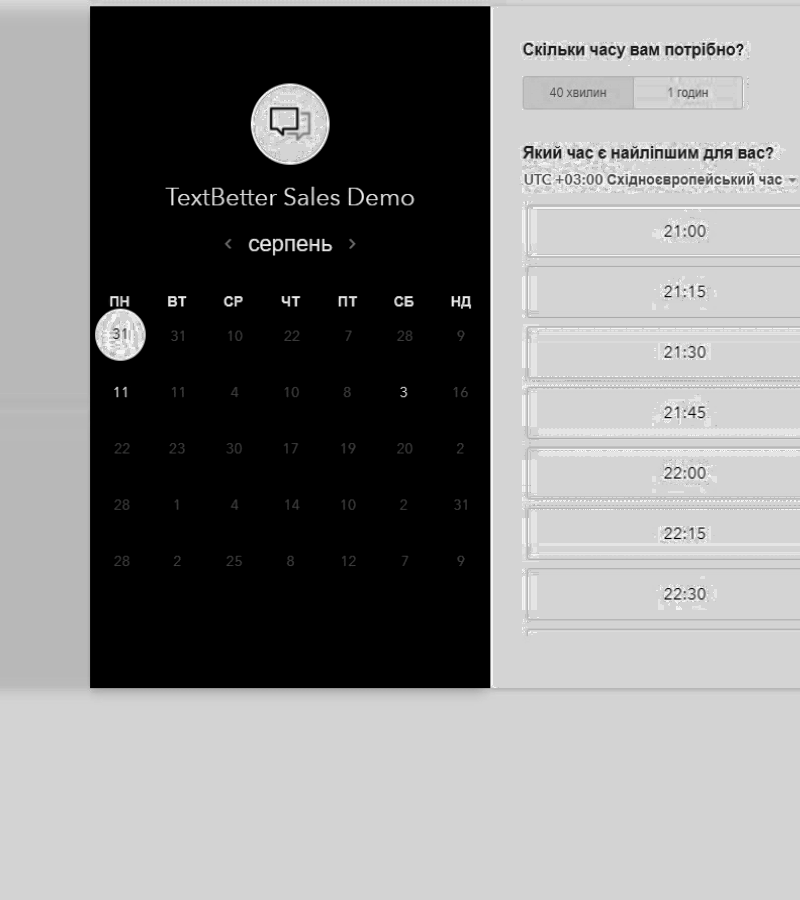 TextBetter Sales Demo
серпень
ПН ВТ СР ЧТ ПТ СБ НД
31 31 10 22 7 28 9
11 11 4 10 8 3 16
22 23 30 17 19 20 2
28 1 4 14 10 2 31
28 2 25 8 12 7 9
Скільки часу вам потрібно?
40 хвилин 1 годин
Який час є найліпшим для вас?
UTC +03:00 Східноєвропейський час
21:00
21:15
21:30
21:45
22:00
22:15
22:30